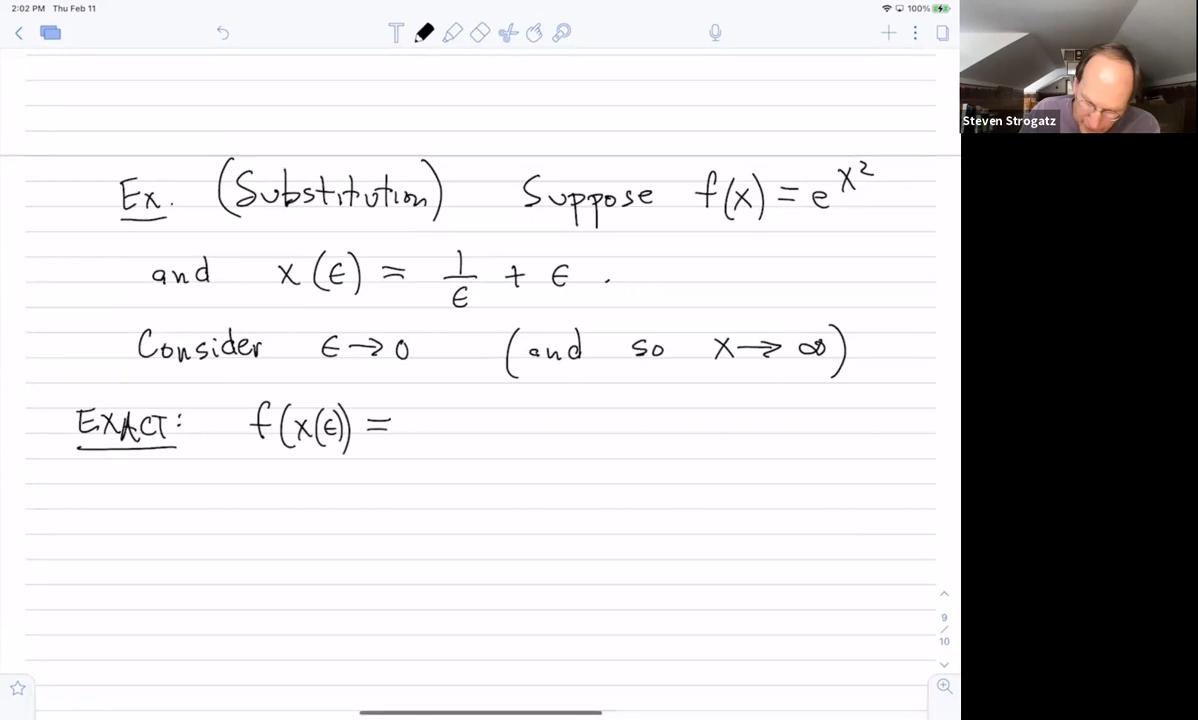 2:02 PM Thu Feb 11
100%
Steven Strogatz
Ex. (Substitution) Suppose f(x) = e^{x^2}
and x(ϵ) = 1/ϵ + ϵ .
Consider ϵ → 0 (and so x → ∞)
EXACT: f(x(ϵ)) =
9
/
10